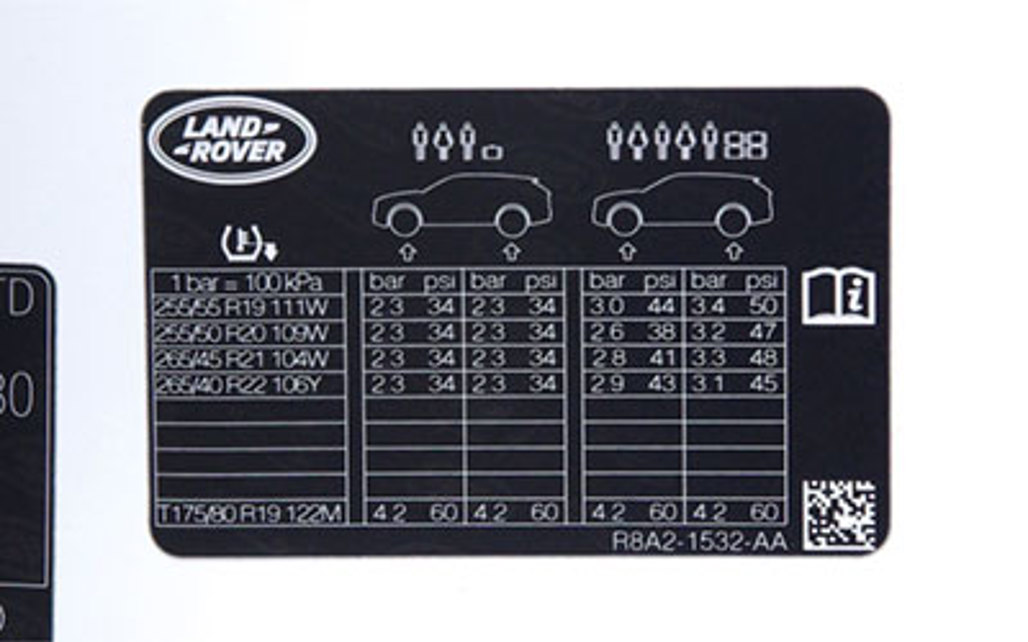 LAND-
-ROVER
1 bar = 100 kPa bar psi bar psi bar psi bar psi
255/55 R19 111W 2.3 34 2.3 34 3.0 44 3.4 50
255/50 R20 109W 2.3 34 2.3 34 2.6 38 3.2 47
265/45 R21 104W 2.3 34 2.3 34 2.8 41 3.3 48
265/40 R22 106Y 2.3 34 2.3 34 2.9 43 3.1 45
T175/80 R19 122M 4.2 60 4.2 60 4.2 60 4.2 60
R8A2-1532-AA
TD
80